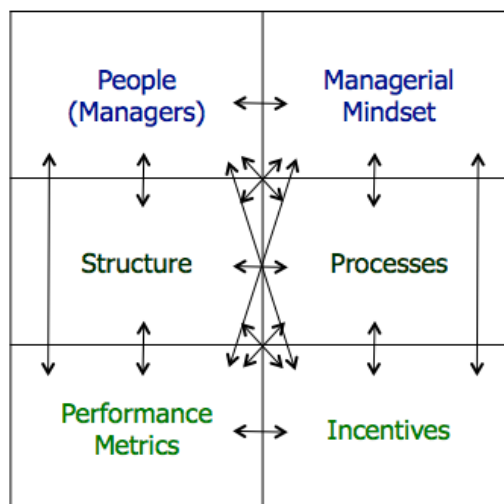 People
(Managers)
Managerial
Mindset
Structure
Processes
Performance
Metrics
Incentives